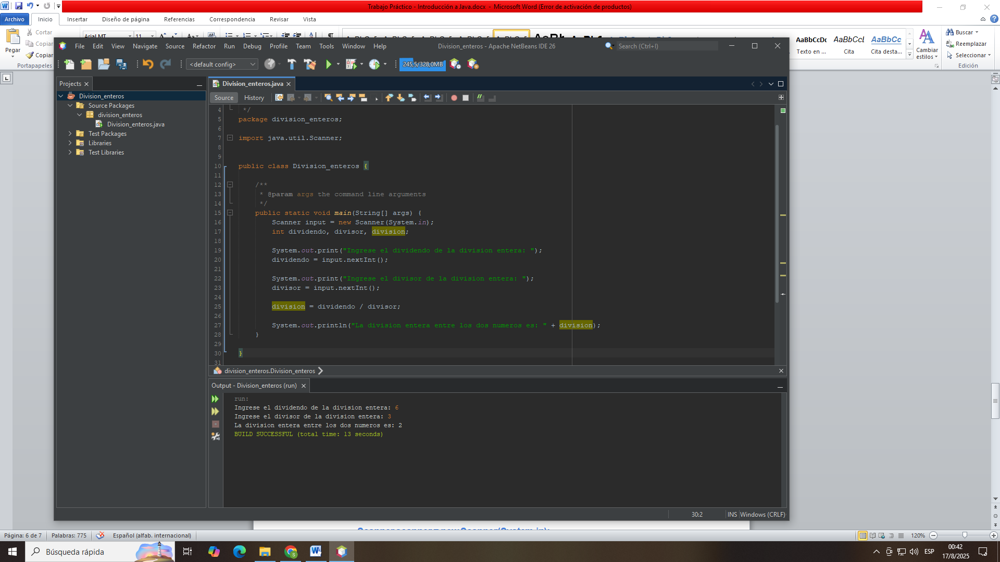 Trabajo Práctico - Introducción a Java.docx - Microsoft Word (Error de activación de productos)
Archivo Inicio Insertar Diseño de página Referencias Correspondencia Revisar Vista
Pegar
Cortar
Copiar
Copiar
Portapapeles
Arial MT 11
AaBbCcDc AaBbCcL AaBbCc
Texto en ... Cita Cita desta...
Cambiar estilos
Buscar
Reemplazar
Seleccionar
Edición
File Edit View Navigate Source Refactor Run Debug Profile Team Tools Window Help
Division_enteros - Apache NetBeans IDE 26
Search (Ctrl+I)
<default config>
245,5/328,0MB
Projects
Division_enteros
Source Packages
division_enteros
Division_enteros.java
Test Packages
Libraries
Test Libraries
Division_enteros.java
Source History
4 */
5 package division_enteros;
6
7 import java.util.Scanner;
8
9
10 public class Division_enteros {
11
12 /**
13 * @param args the command line arguments
14 */
15 public static void main(String[] args) {
16 Scanner input = new Scanner(System.in);
17 int dividendo, divisor, division;
18
19 System.out.print("Ingrese el dividendo de la division entera: ");
20 dividendo = input.nextInt();
21
22 System.out.print("Ingrese el divisor de la division entera: ");
23 divisor = input.nextInt();
24
25 division = dividendo / divisor;
26
27 System.out.println("La division entera entre los dos numeros es: " + division);
28 }
29
30 }
31
division_enteros.Division_enteros
Output - Division_enteros (run)
run:
Ingrese el dividendo de la division entera: 6
Ingrese el divisor de la division entera: 3
La division entera entre los dos numeros es: 2
BUILD SUCCESSFUL (total time: 13 seconds)
30:2 INS Windows (CRLF)
Scanner scanner = new Scanner(System.in);
Página: 6 de 7 Palabras: 775 Español (alfab. internacional) 120%
Búsqueda rápida
ESP
00:42
17/8/2025